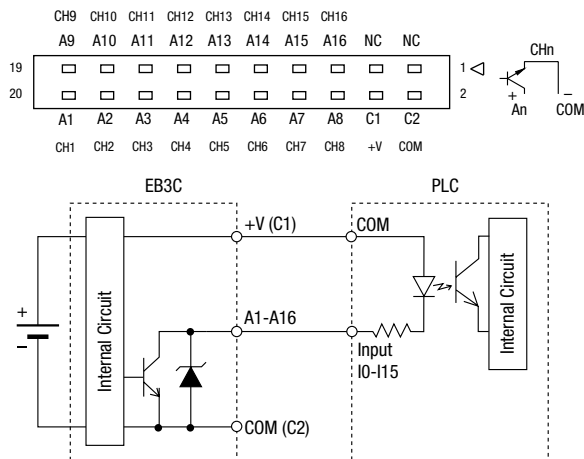 CH9 CH10 CH11 CH12 CH13 CH14 CH15 CH16
A9 A10 A11 A12 A13 A14 A15 A16 NC NC
19 1
20 2
CHn
+ −
An COM
A1 A2 A3 A4 A5 A6 A7 A8 C1 C2
CH1 CH2 CH3 CH4 CH5 CH6 CH7 CH8 +V COM
EB3C PLC
+V (C1) COM
Internal Circuit
Internal Circuit
+
−
A1-A16
Input
I0-I15
COM (C2)